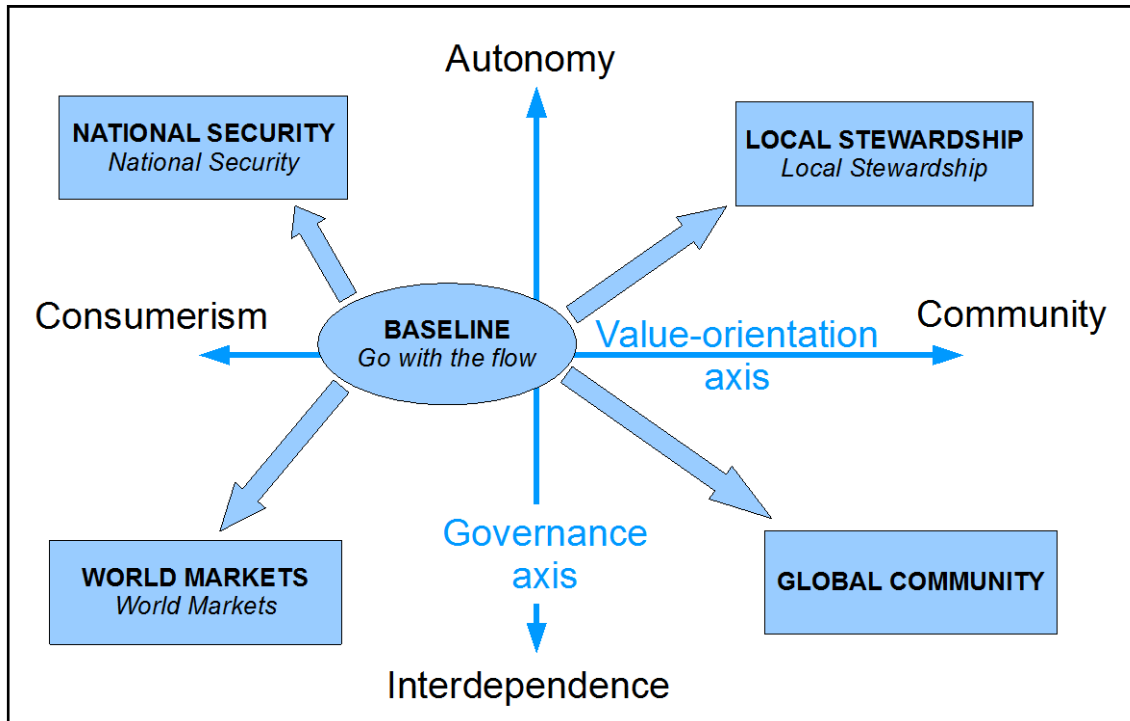 Autonomy
NATIONAL SECURITY
National Security
LOCAL STEWARDSHIP
Local Stewardship
Consumerism
BASELINE
Go with the flow
Value-orientation
axis
Community
Governance
axis
WORLD MARKETS
World Markets
GLOBAL COMMUNITY
Interdependence